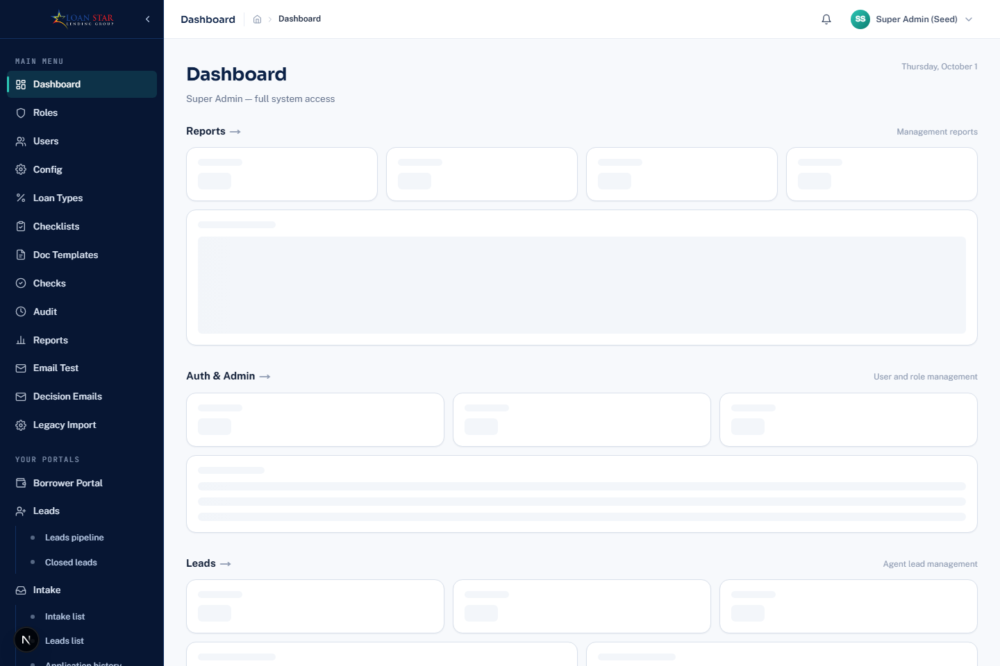 LOAN STAR
LENDING GROUP
Dashboard
Dashboard
SS
Super Admin (Seed)
MAIN MENU
Dashboard
Roles
Users
Config
Loan Types
Checklists
Doc Templates
Checks
Audit
Reports
Email Test
Decision Emails
Legacy Import
YOUR PORTALS
Borrower Portal
Leads
Leads pipeline
Closed leads
Intake
Intake list
Leads list
Application history
N
Dashboard
Thursday, October 1
Super Admin — full system access
Reports →
Management reports
Auth & Admin →
User and role management
Leads →
Agent lead management